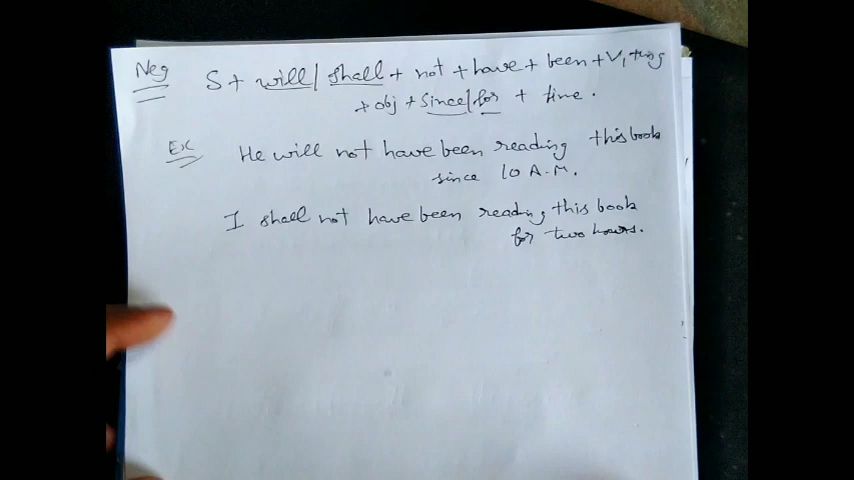 Neg S + will / shall + not + have + been + V1 + ing
+ obj + Since / for + time.
Ex He will not have been reading this book
since 10 A.M.
I shall not have been reading this book
for two hours.